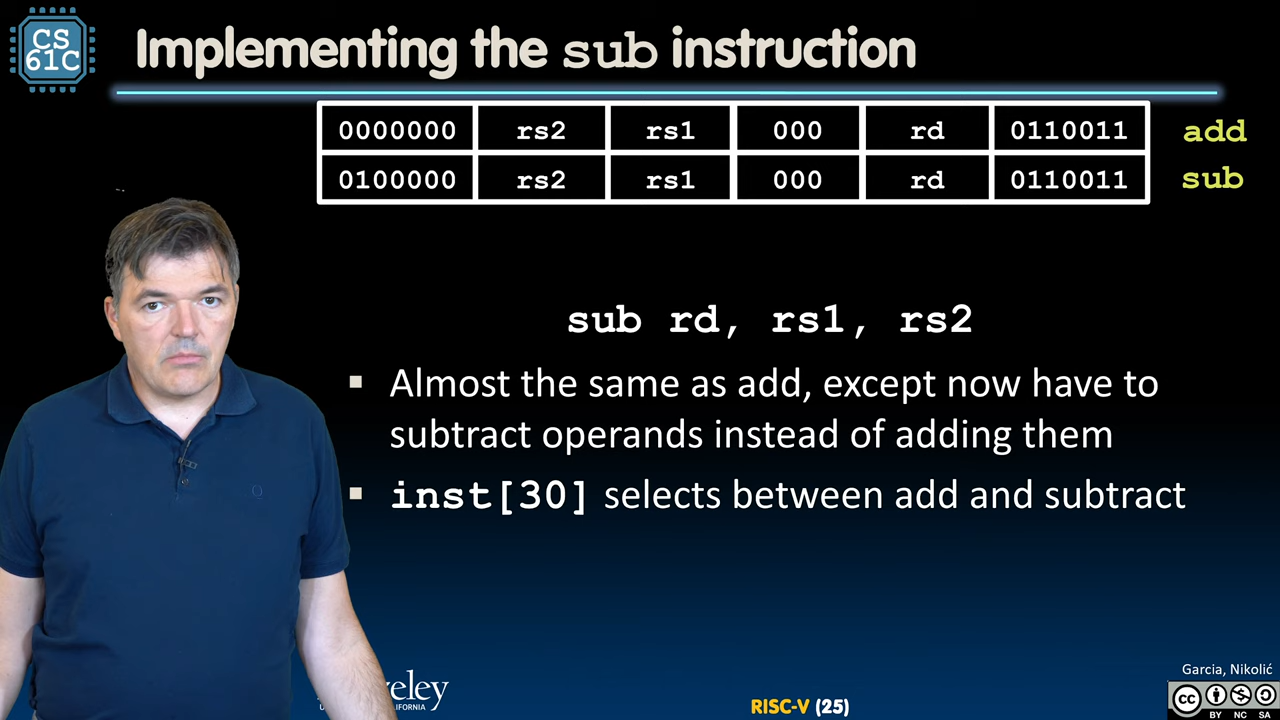 CS
61C
Implementing the sub instruction
0000000 rs2 rs1 000 rd 0110011 add
0100000 rs2 rs1 000 rd 0110011 sub
sub rd, rs1, rs2
▪ Almost the same as add, except now have to
subtract operands instead of adding them
▪ inst[30] selects between add and subtract
Garcia, Nikolić
RISC-V (25)
CC BY NC SA